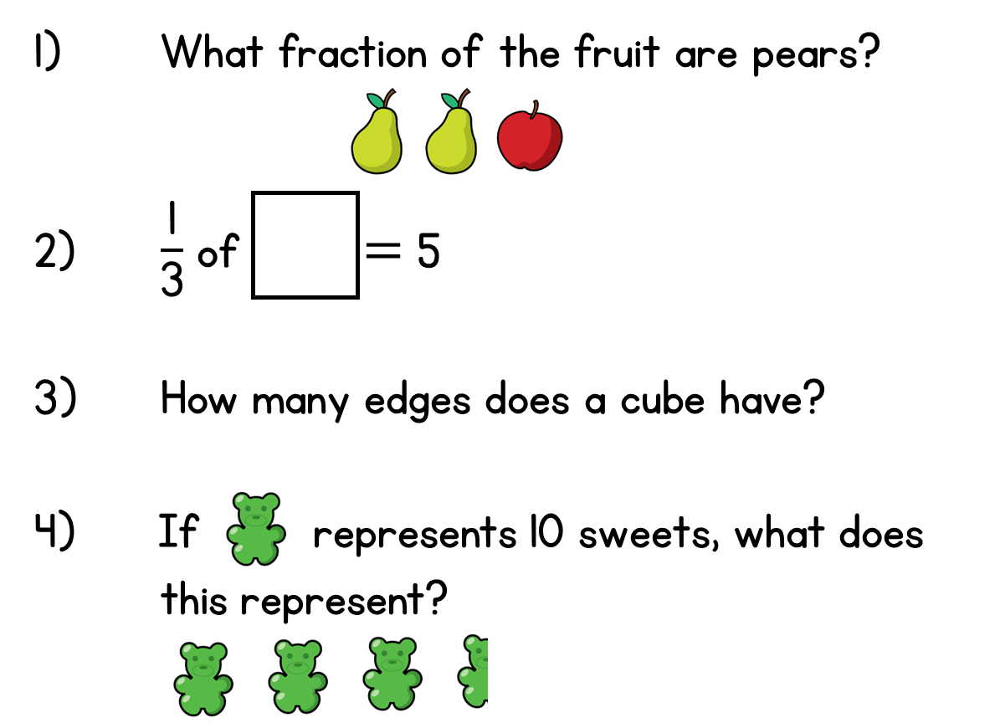 1) What fraction of the fruit are pears?
2) 1/3 of = 5
3) How many edges does a cube have?
4) If represents 10 sweets, what does
this represent?